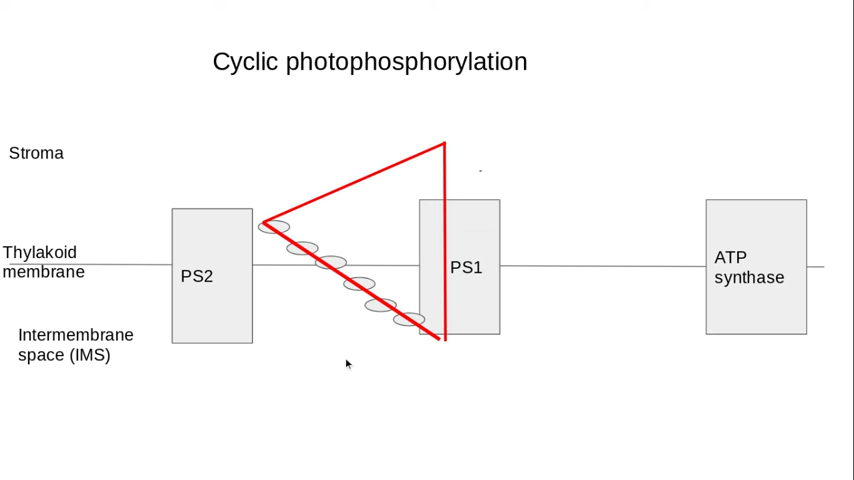 Cyclic photophosphorylation
Stroma
Thylakoid
membrane
PS2
PS1
ATP
synthase
Intermembrane
space (IMS)